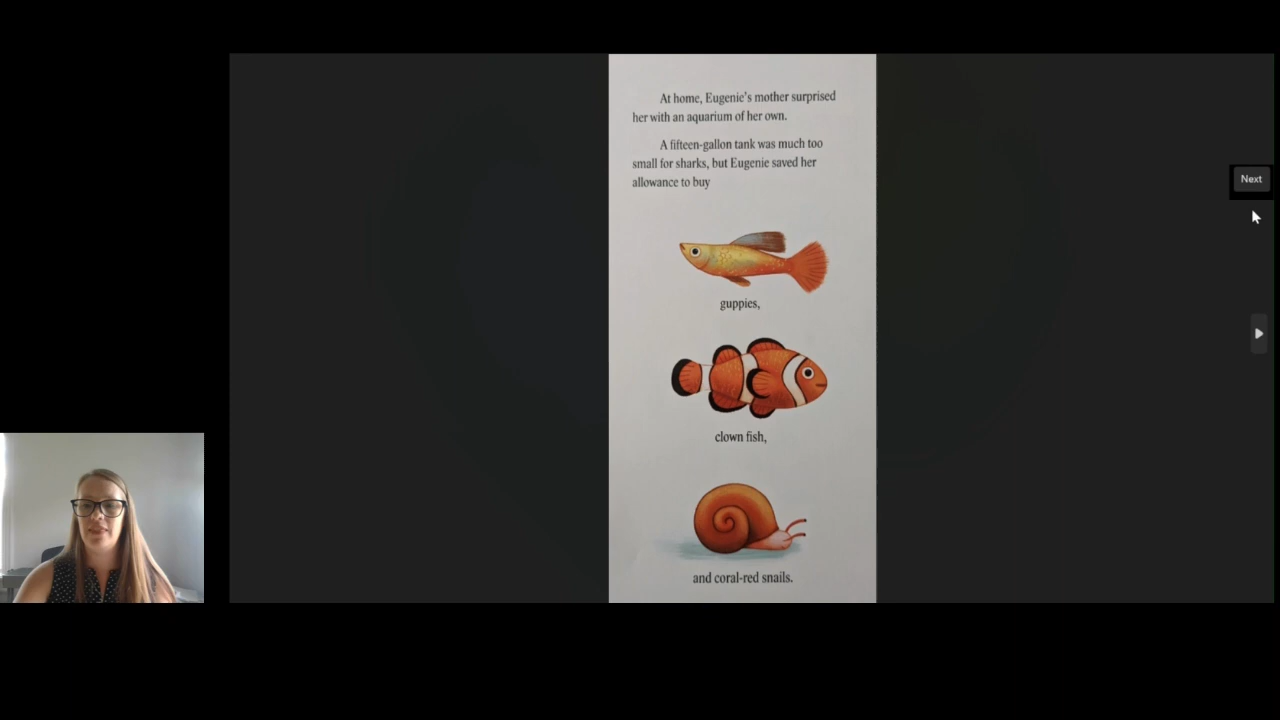 At home, Eugenie's mother surprised
her with an aquarium of her own.
A fifteen-gallon tank was much too
small for sharks, but Eugenie saved her
allowance to buy
guppies,
clown fish,
and coral-red snails.
Next